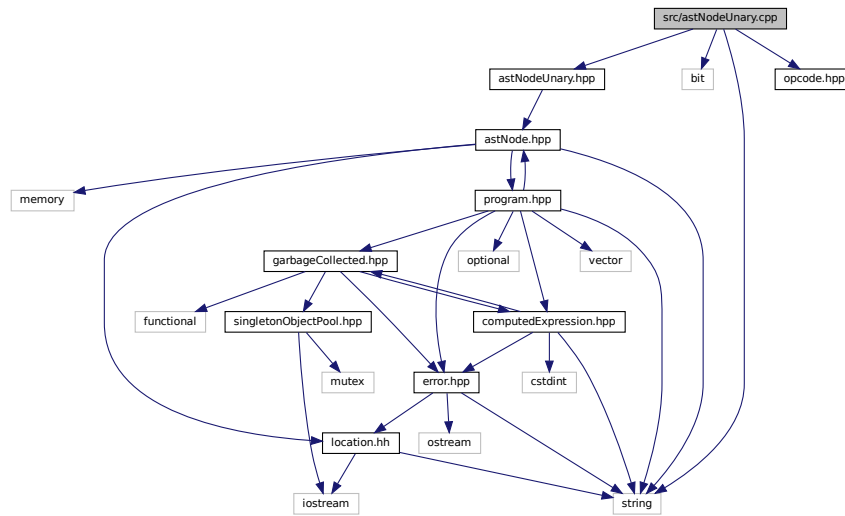 src/astNodeUnary.cpp
astNodeUnary.hpp
bit
opcode.hpp
astNode.hpp
memory
program.hpp
garbageCollected.hpp
optional
vector
functional
singletonObjectPool.hpp
computedExpression.hpp
mutex
error.hpp
cstdint
location.hh
ostream
iostream
string